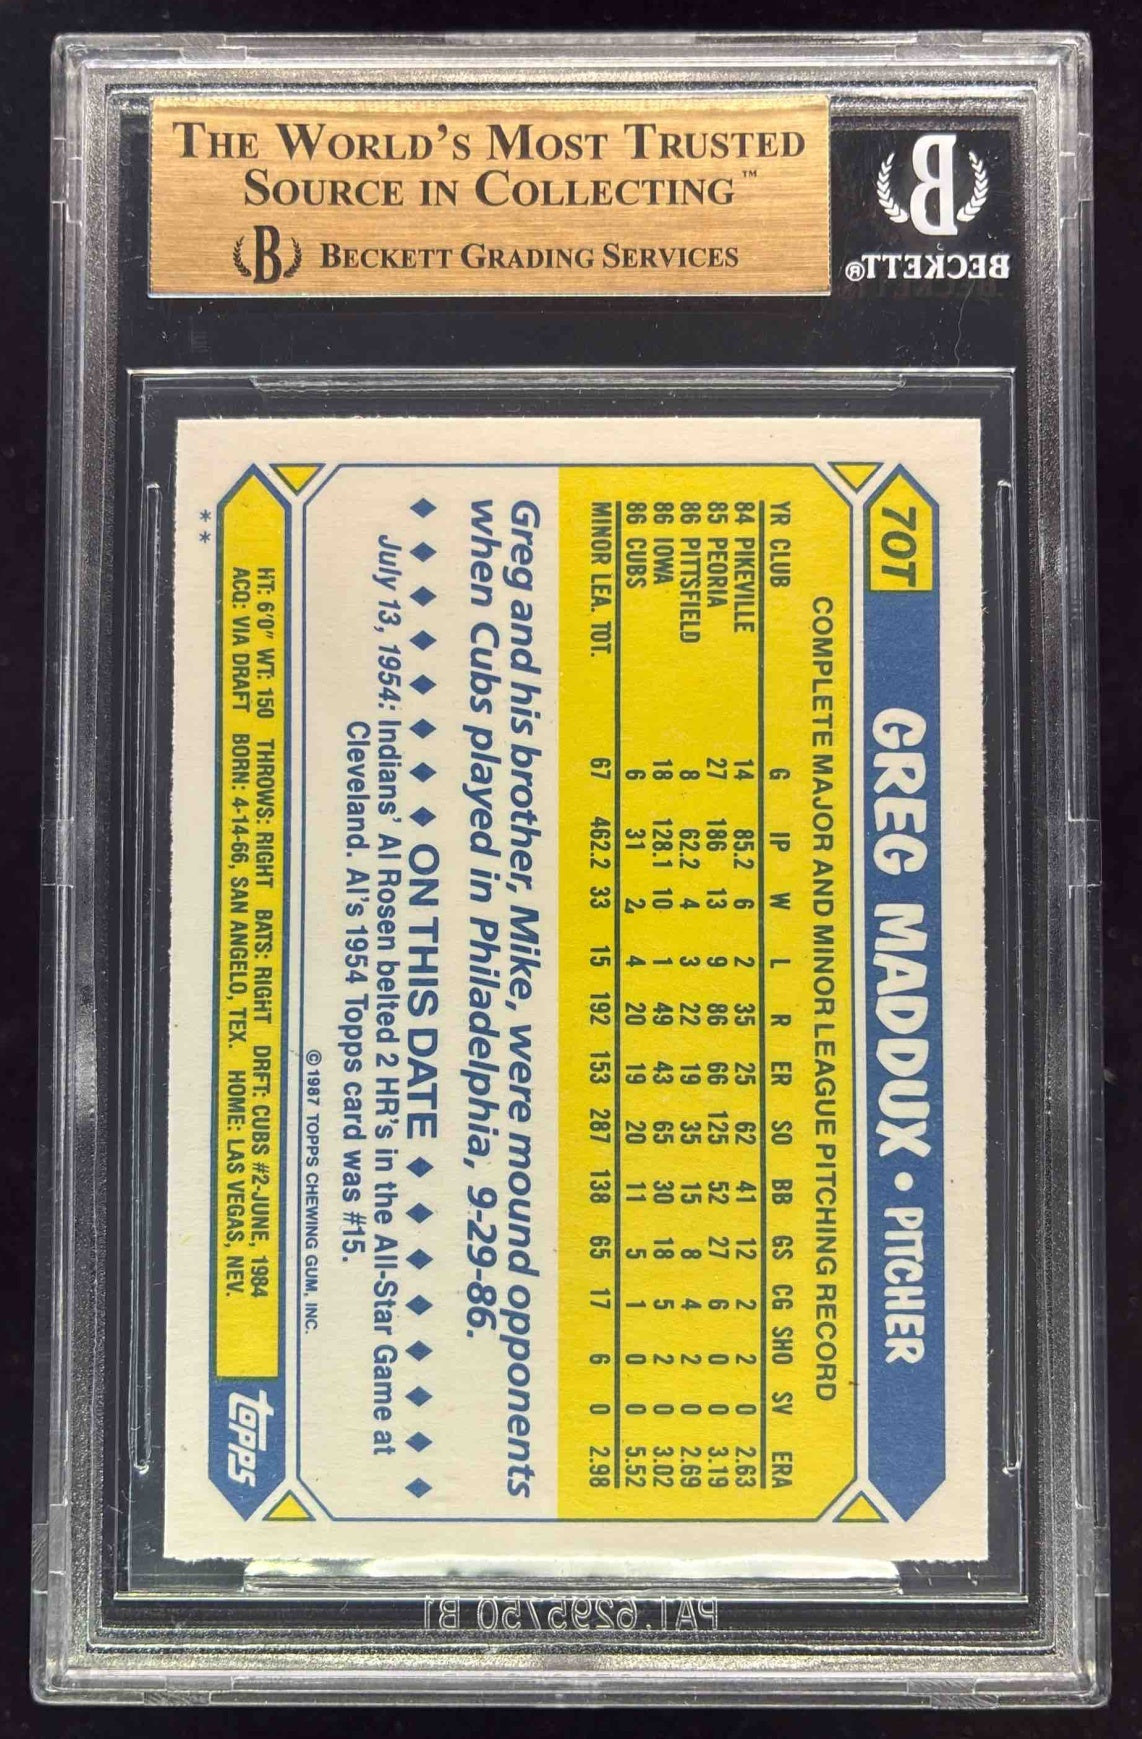 THE WORLD'S MOST TRUSTED
SOURCE IN COLLECTING™
B BECKETT GRADING SERVICES
B
BECKETT®
70T GREG MADDUX • PITCHER
COMPLETE MAJOR AND MINOR LEAGUE PITCHING RECORD
YR CLUB G IP W L R ER SO BB GS CG SHO SV ERA
84 PIKEVILLE 14 85.2 6 2 35 25 62 41 12 2 2 0 2.63
85 PEORIA 27 186 13 9 86 66 125 52 27 6 0 0 3.19
86 PITTSFIELD 8 62.2 4 3 22 19 35 15 8 4 2 0 2.69
86 IOWA 18 128.1 10 1 49 43 65 30 18 5 2 0 3.02
86 CUBS 6 31 2 4 20 19 20 11 5 1 0 0 5.52
MINOR LEA. TOT. 67 462.2 33 15 192 153 287 138 65 17 6 0 2.98
Greg and his brother, Mike, were mound opponents
when Cubs played in Philadelphia, 9-29-86.
ON THIS DATE
July 13, 1954: Indians' Al Rosen belted 2 HR's in the All-Star Game at
Cleveland. Al's 1954 Topps card was #15.
©1987 TOPPS CHEWING GUM, INC.
HT: 6'0" WT: 150 THROWS: RIGHT BATS: RIGHT DRFT: CUBS #2-JUNE, 1984
ACQ: VIA DRAFT BORN: 4-14-66, SAN ANGELO, TEX. HOME: LAS VEGAS, NEV.
topps
**
PAT. 6295750 B1